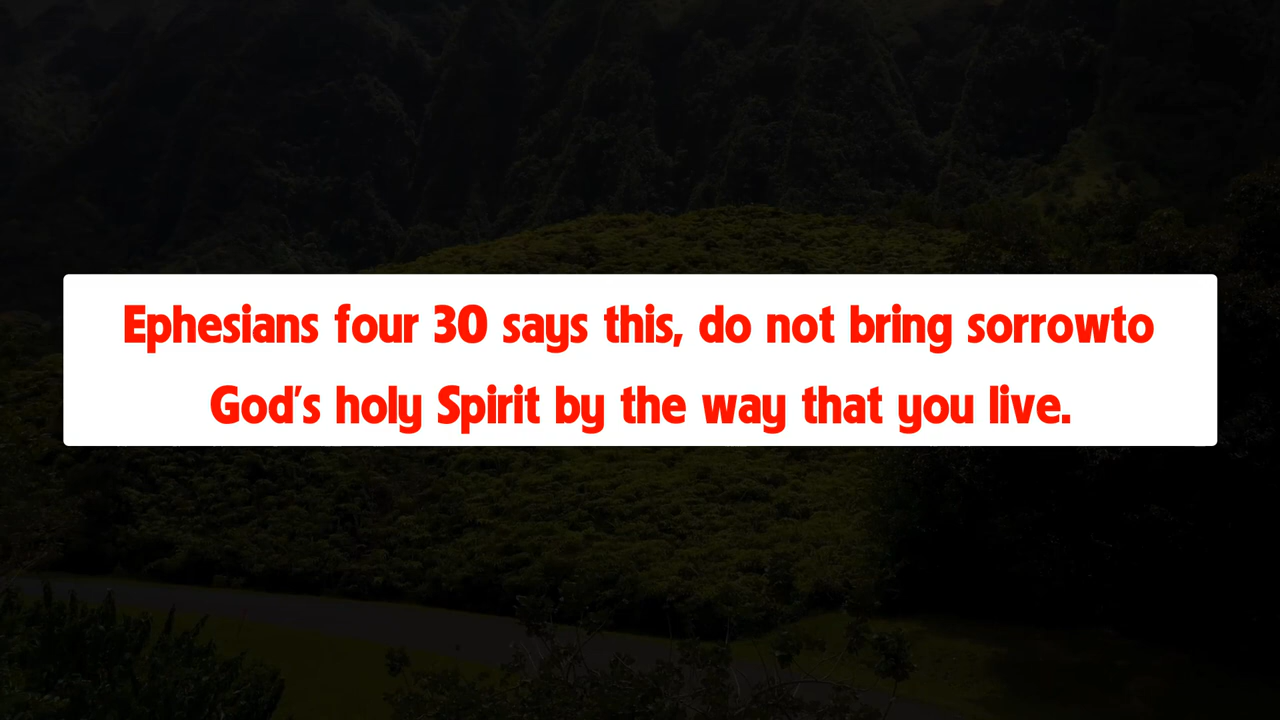 Ephesians four 30 says this, do not bring sorrowto
God's holy Spirit by the way that you live.